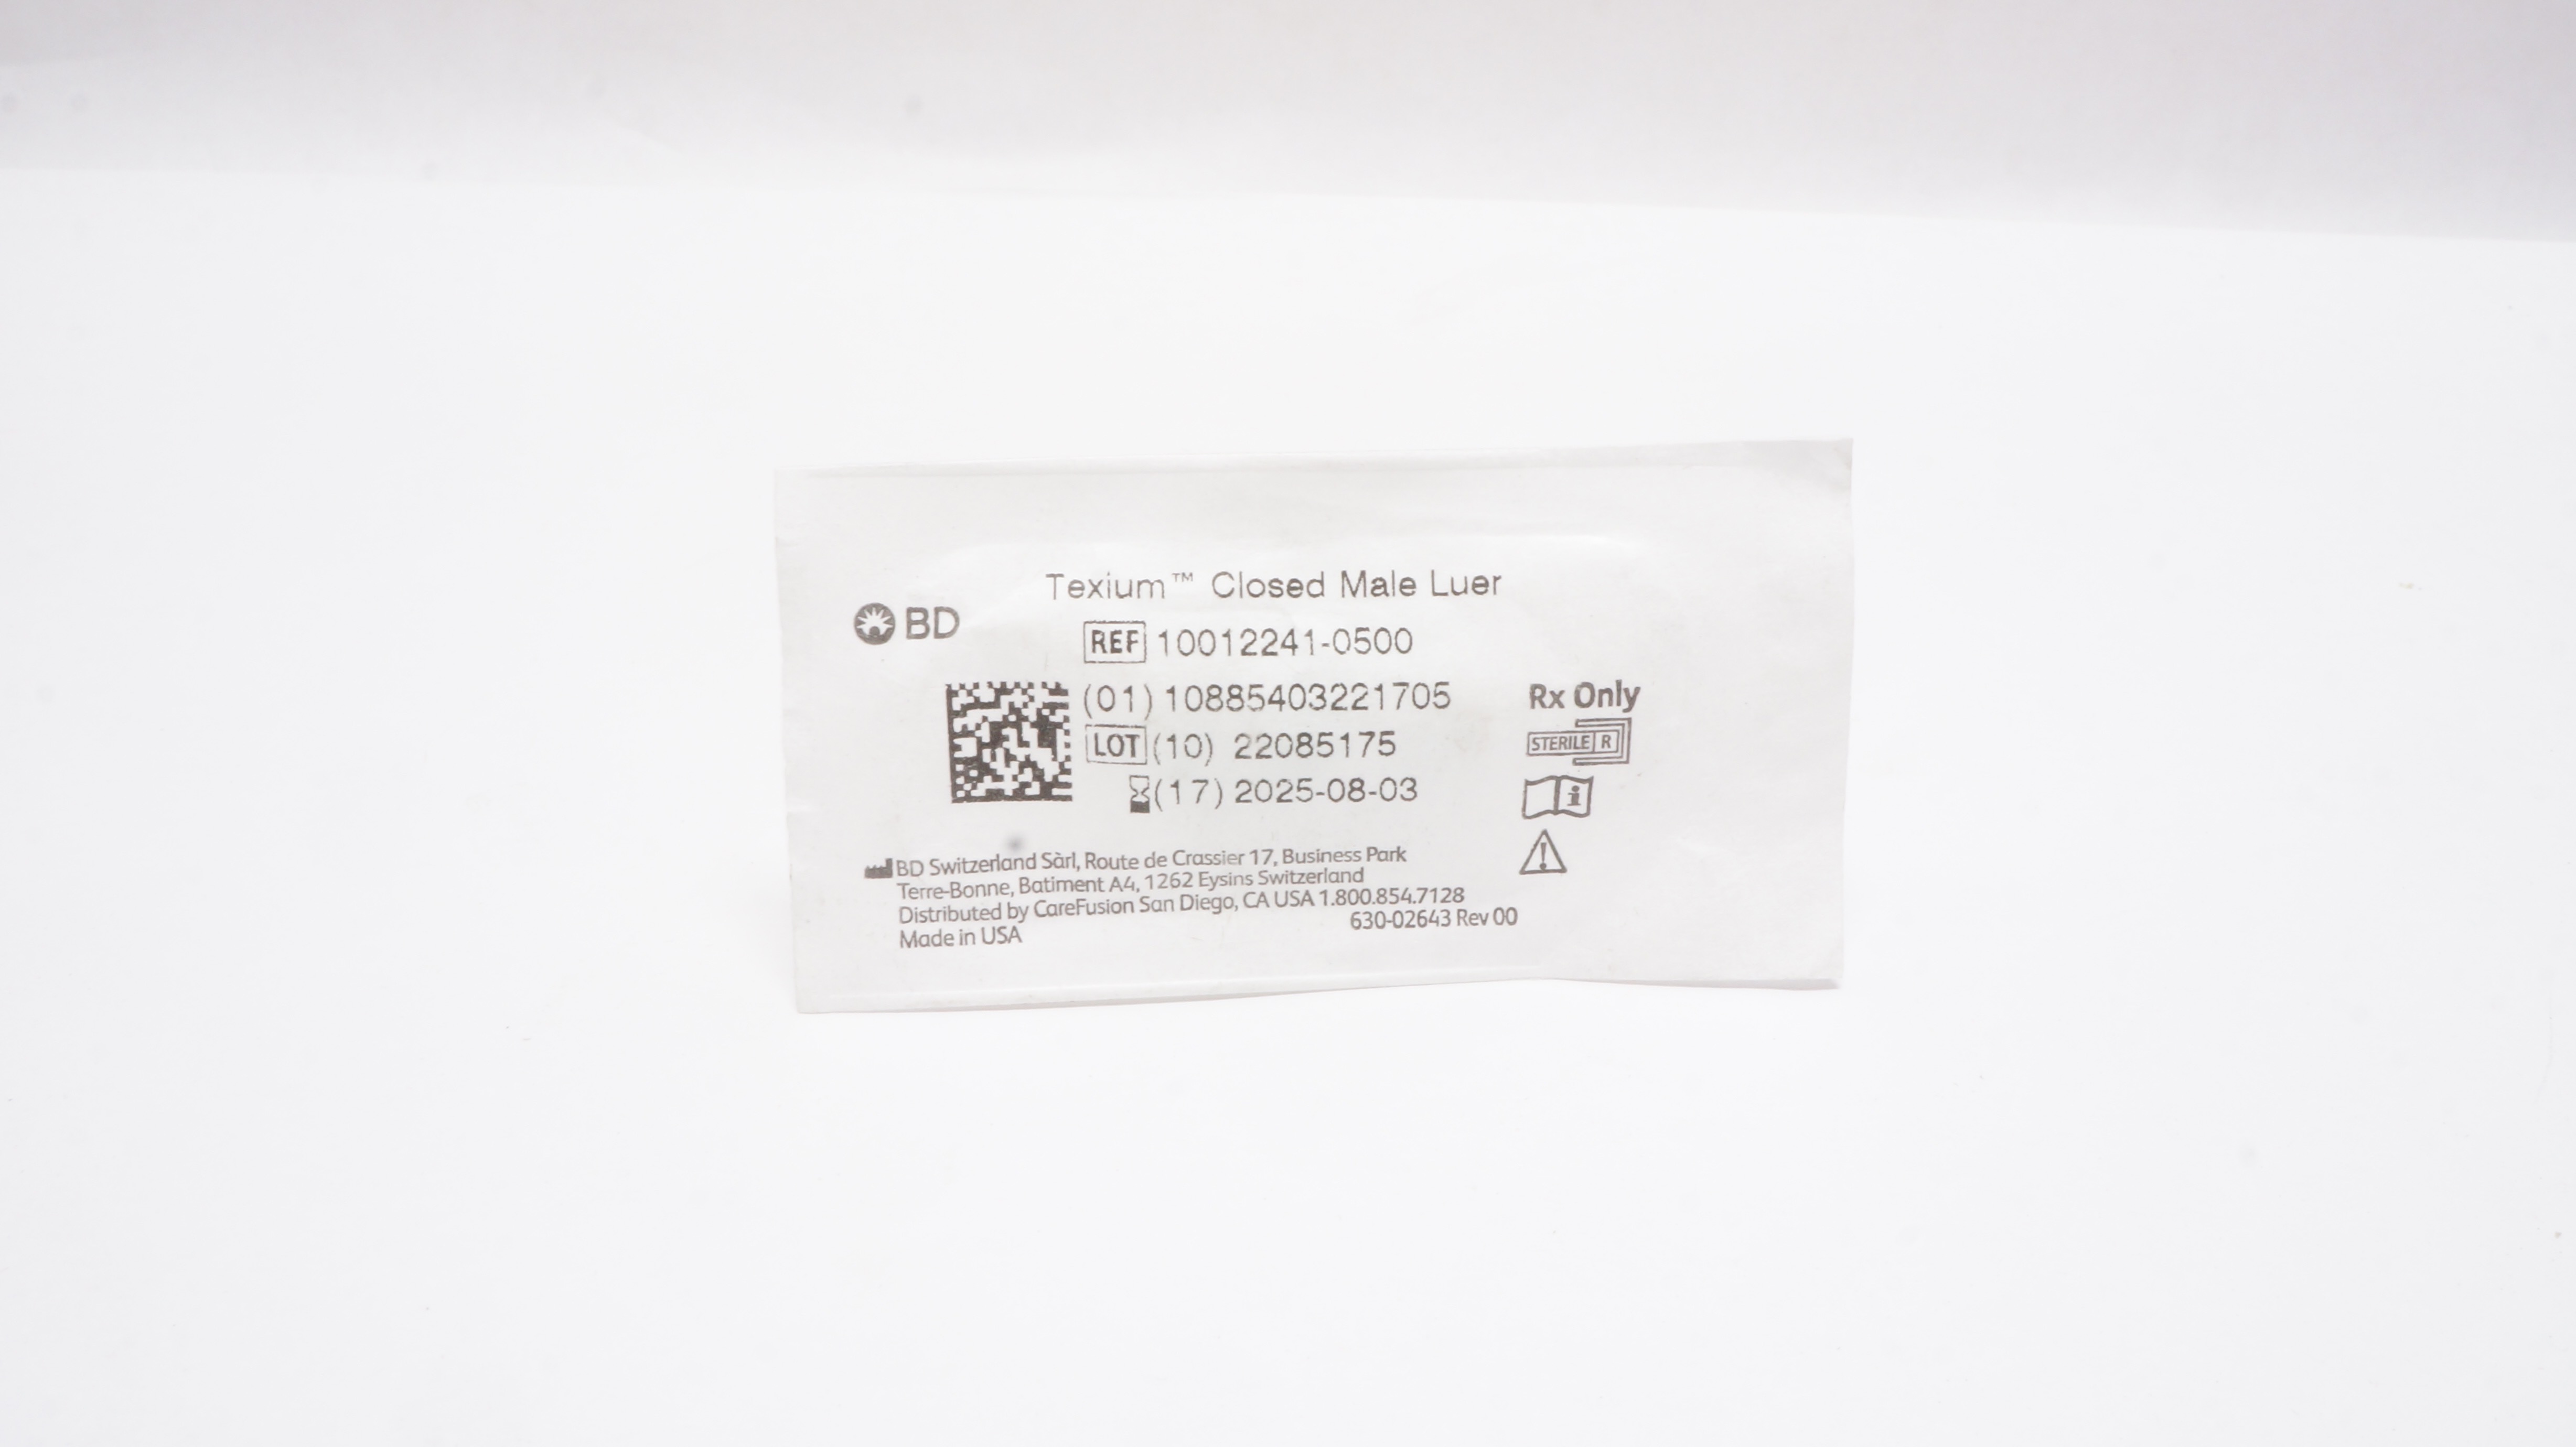 Texium™ Closed Male Luer
BD
REF 10012241-0500
(01) 10885403221705
Rx Only
LOT (10) 22085175
STERILE R
(17) 2025-08-03
BD Switzerland Sàrl, Route de Crassier 17, Business Park
Terre-Bonne, Batiment A4, 1262 Eysins Switzerland
Distributed by CareFusion San Diego, CA USA 1.800.854.7128
630-02643 Rev 00
Made in USA